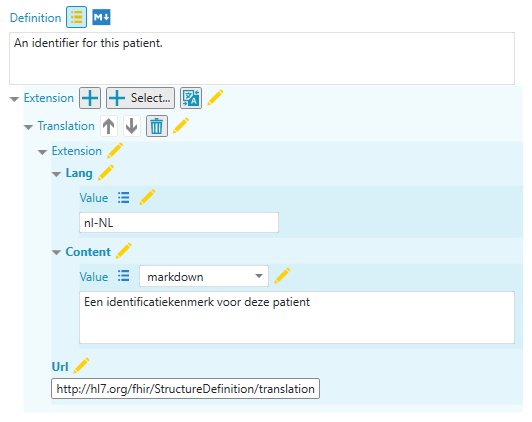 Definition M↓
An identifier for this patient.
Extension Select...
Translation
Extension
Lang
Value
nl-NL
Content
Value markdown
Een identificatiekenmerk voor deze patient
Url
http://hl7.org/fhir/StructureDefinition/translation